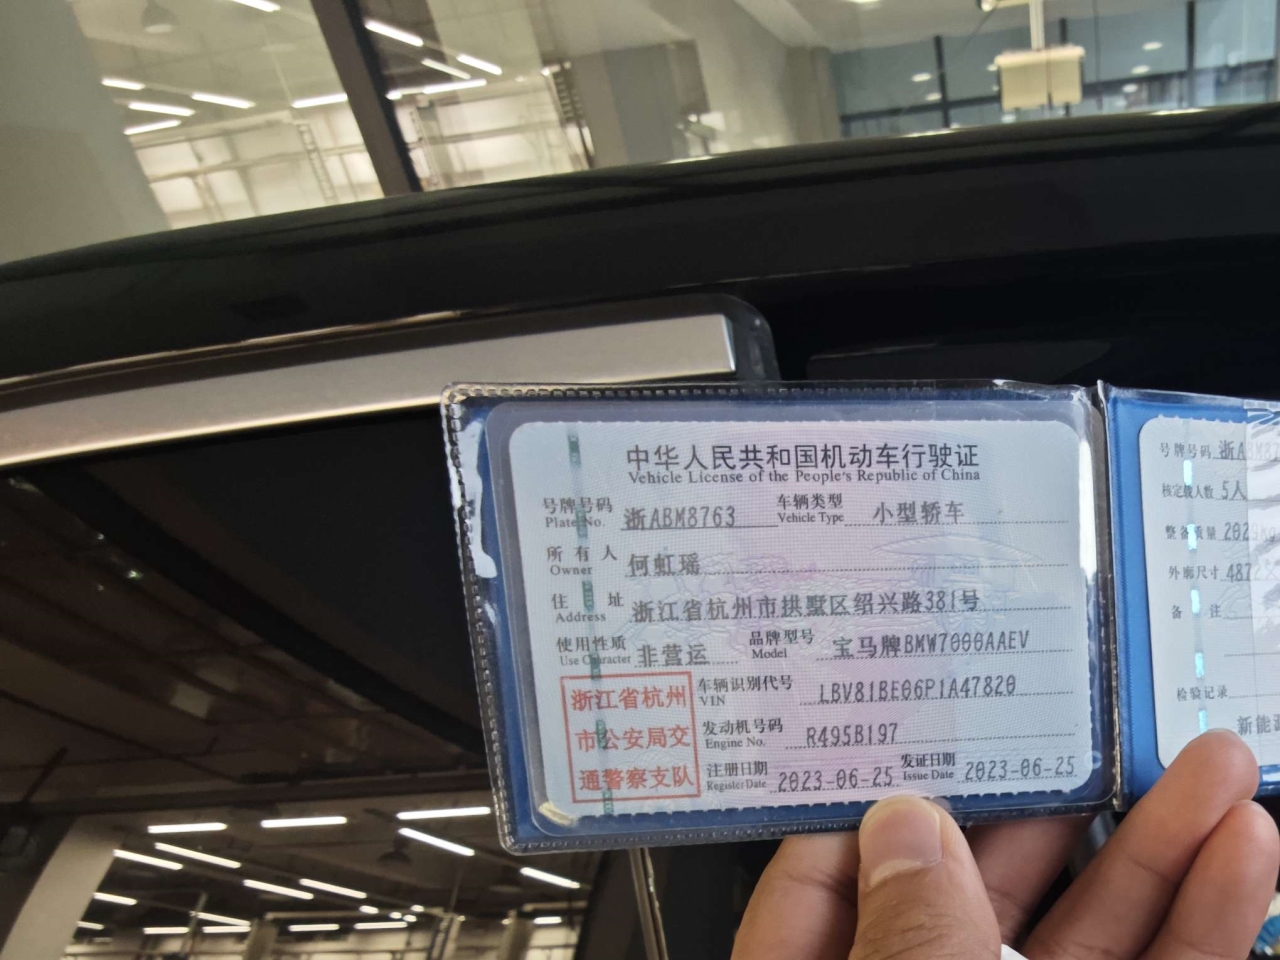 中华人民共和国机动车行驶证
Vehicle License of the People's Republic of China
号牌号码 浙ABM8763 车辆类型 小型轿车
Plate No. Vehicle Type
所有人 何虹瑶
Owner
住址 浙江省杭州市拱墅区绍兴路381号
Address
使用性质 非营运 品牌型号 宝马牌BMW7000AAEV
Use Character Model
浙江省杭州
市公安局交
通警察支队
车辆识别代号 LBV81BE06P1A47820
VIN
发动机号码 R495B197
Engine No.
注册日期 2023-06-25 发证日期 2023-06-25
Register Date Issue Date
号牌号码 浙A
核定载人数 5人
整备质量 202
外廓尺寸 487
备注
检验记录
新能